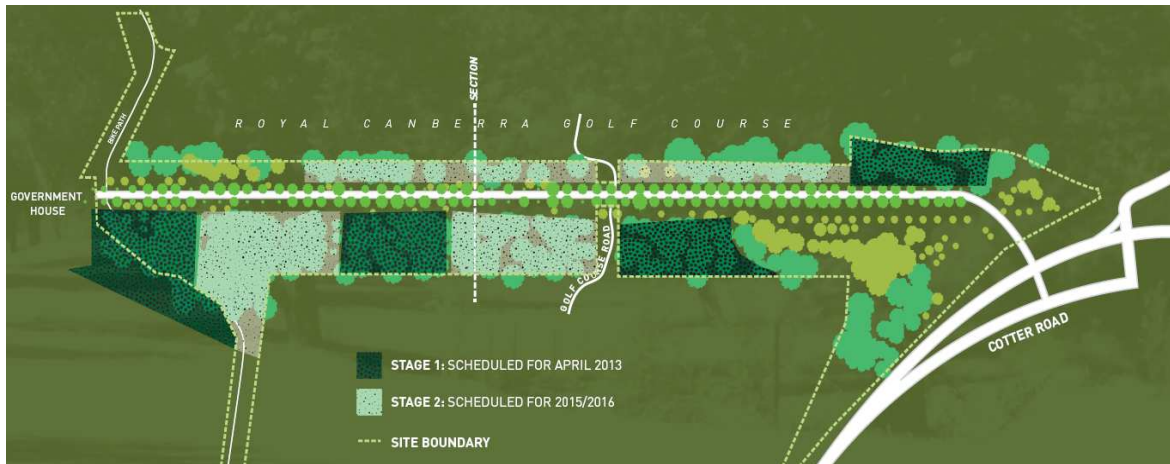 SECTION
ROYAL CANBERRA GOLF COURSE
BIKE PATH
GOVERNMENT
HOUSE
GOLF COURSE ROAD
COTTER ROAD
STAGE 1: SCHEDULED FOR APRIL 2013
STAGE 2: SCHEDULED FOR 2015/2016
SITE BOUNDARY